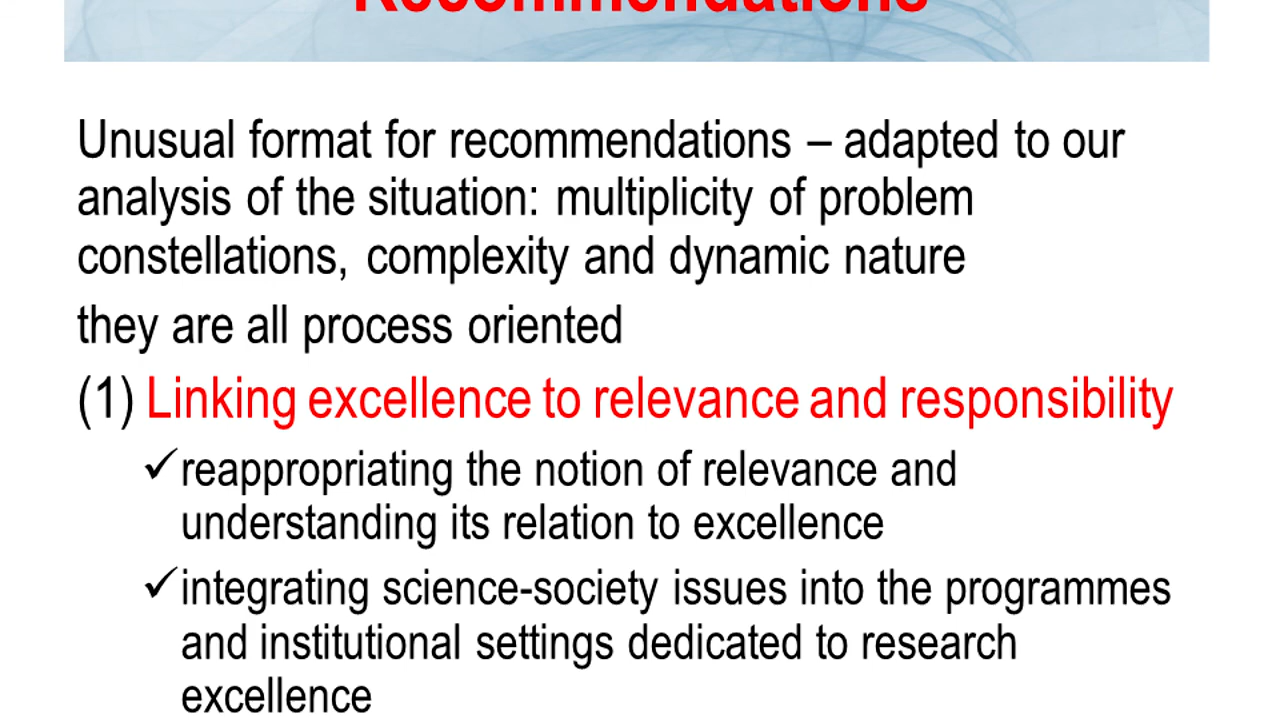 Recommendations
Unusual format for recommendations – adapted to our
analysis of the situation: multiplicity of problem
constellations, complexity and dynamic nature
they are all process oriented
(1) Linking excellence to relevance and responsibility
✓reappropriating the notion of relevance and
understanding its relation to excellence
✓integrating science-society issues into the programmes
and institutional settings dedicated to research
excellence